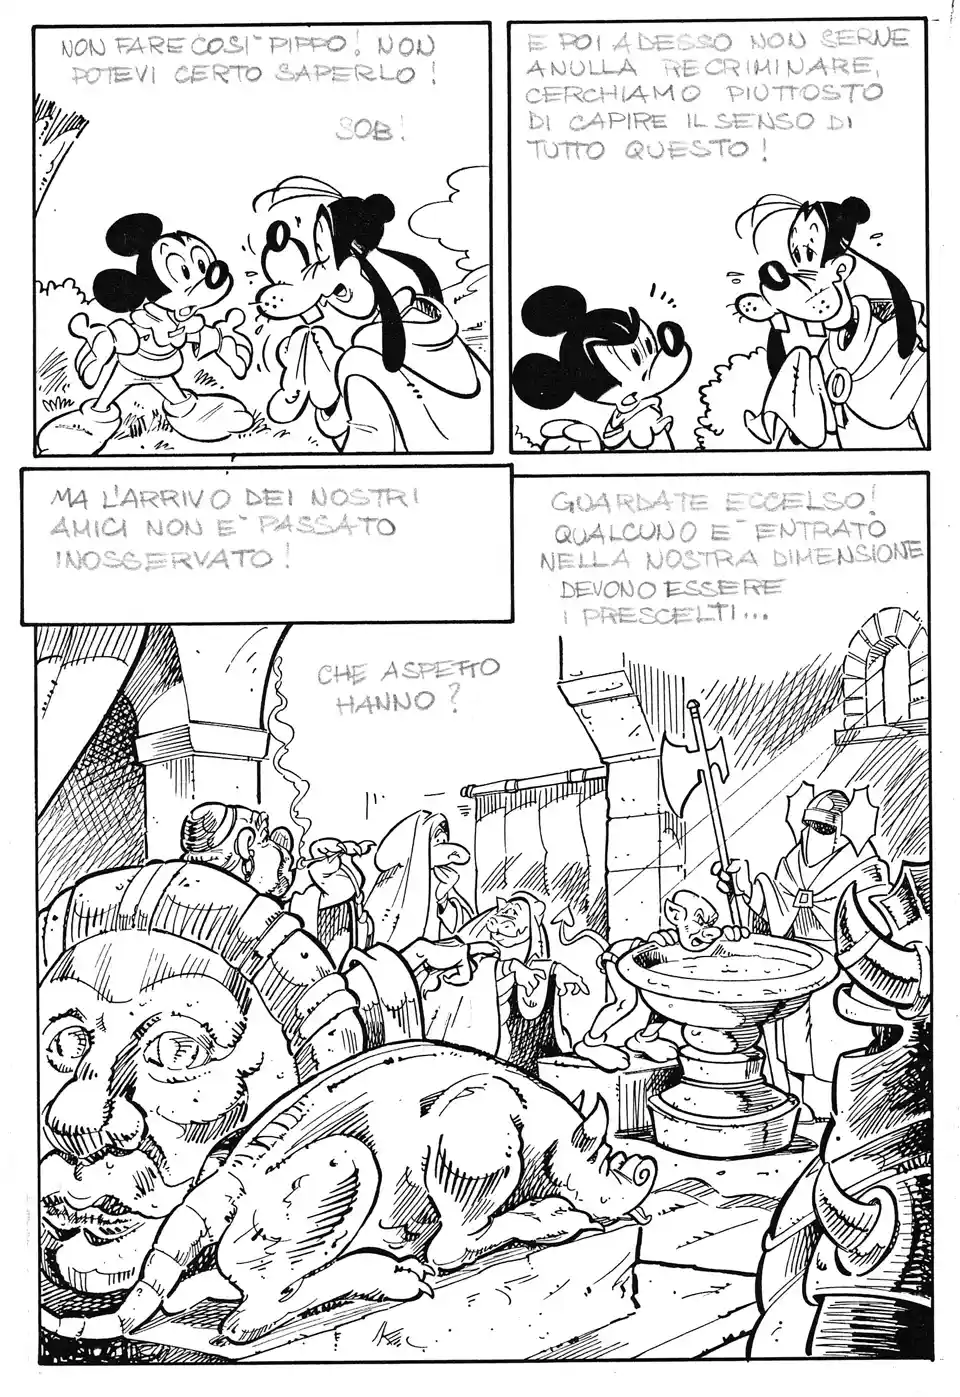 NON FARE COSI' PIPPO! NON
POTEVI CERTO SAPERLO!
SOB!
E POI ADESSO NON SERVE
A NULLA RECRIMINARE,
CERCHIAMO PIUTTOSTO
DI CAPIRE IL SENSO DI
TUTTO QUESTO!
MA L'ARRIVO DEI NOSTRI
AMICI NON E' PASSATO
INOSSERVATO!
GUARDATE ECCELSO!
QUALCUNO E' ENTRATO
NELLA NOSTRA DIMENSIONE
DEVONO ESSERE
I PRESCELTI...
CHE ASPETTO
HANNO?